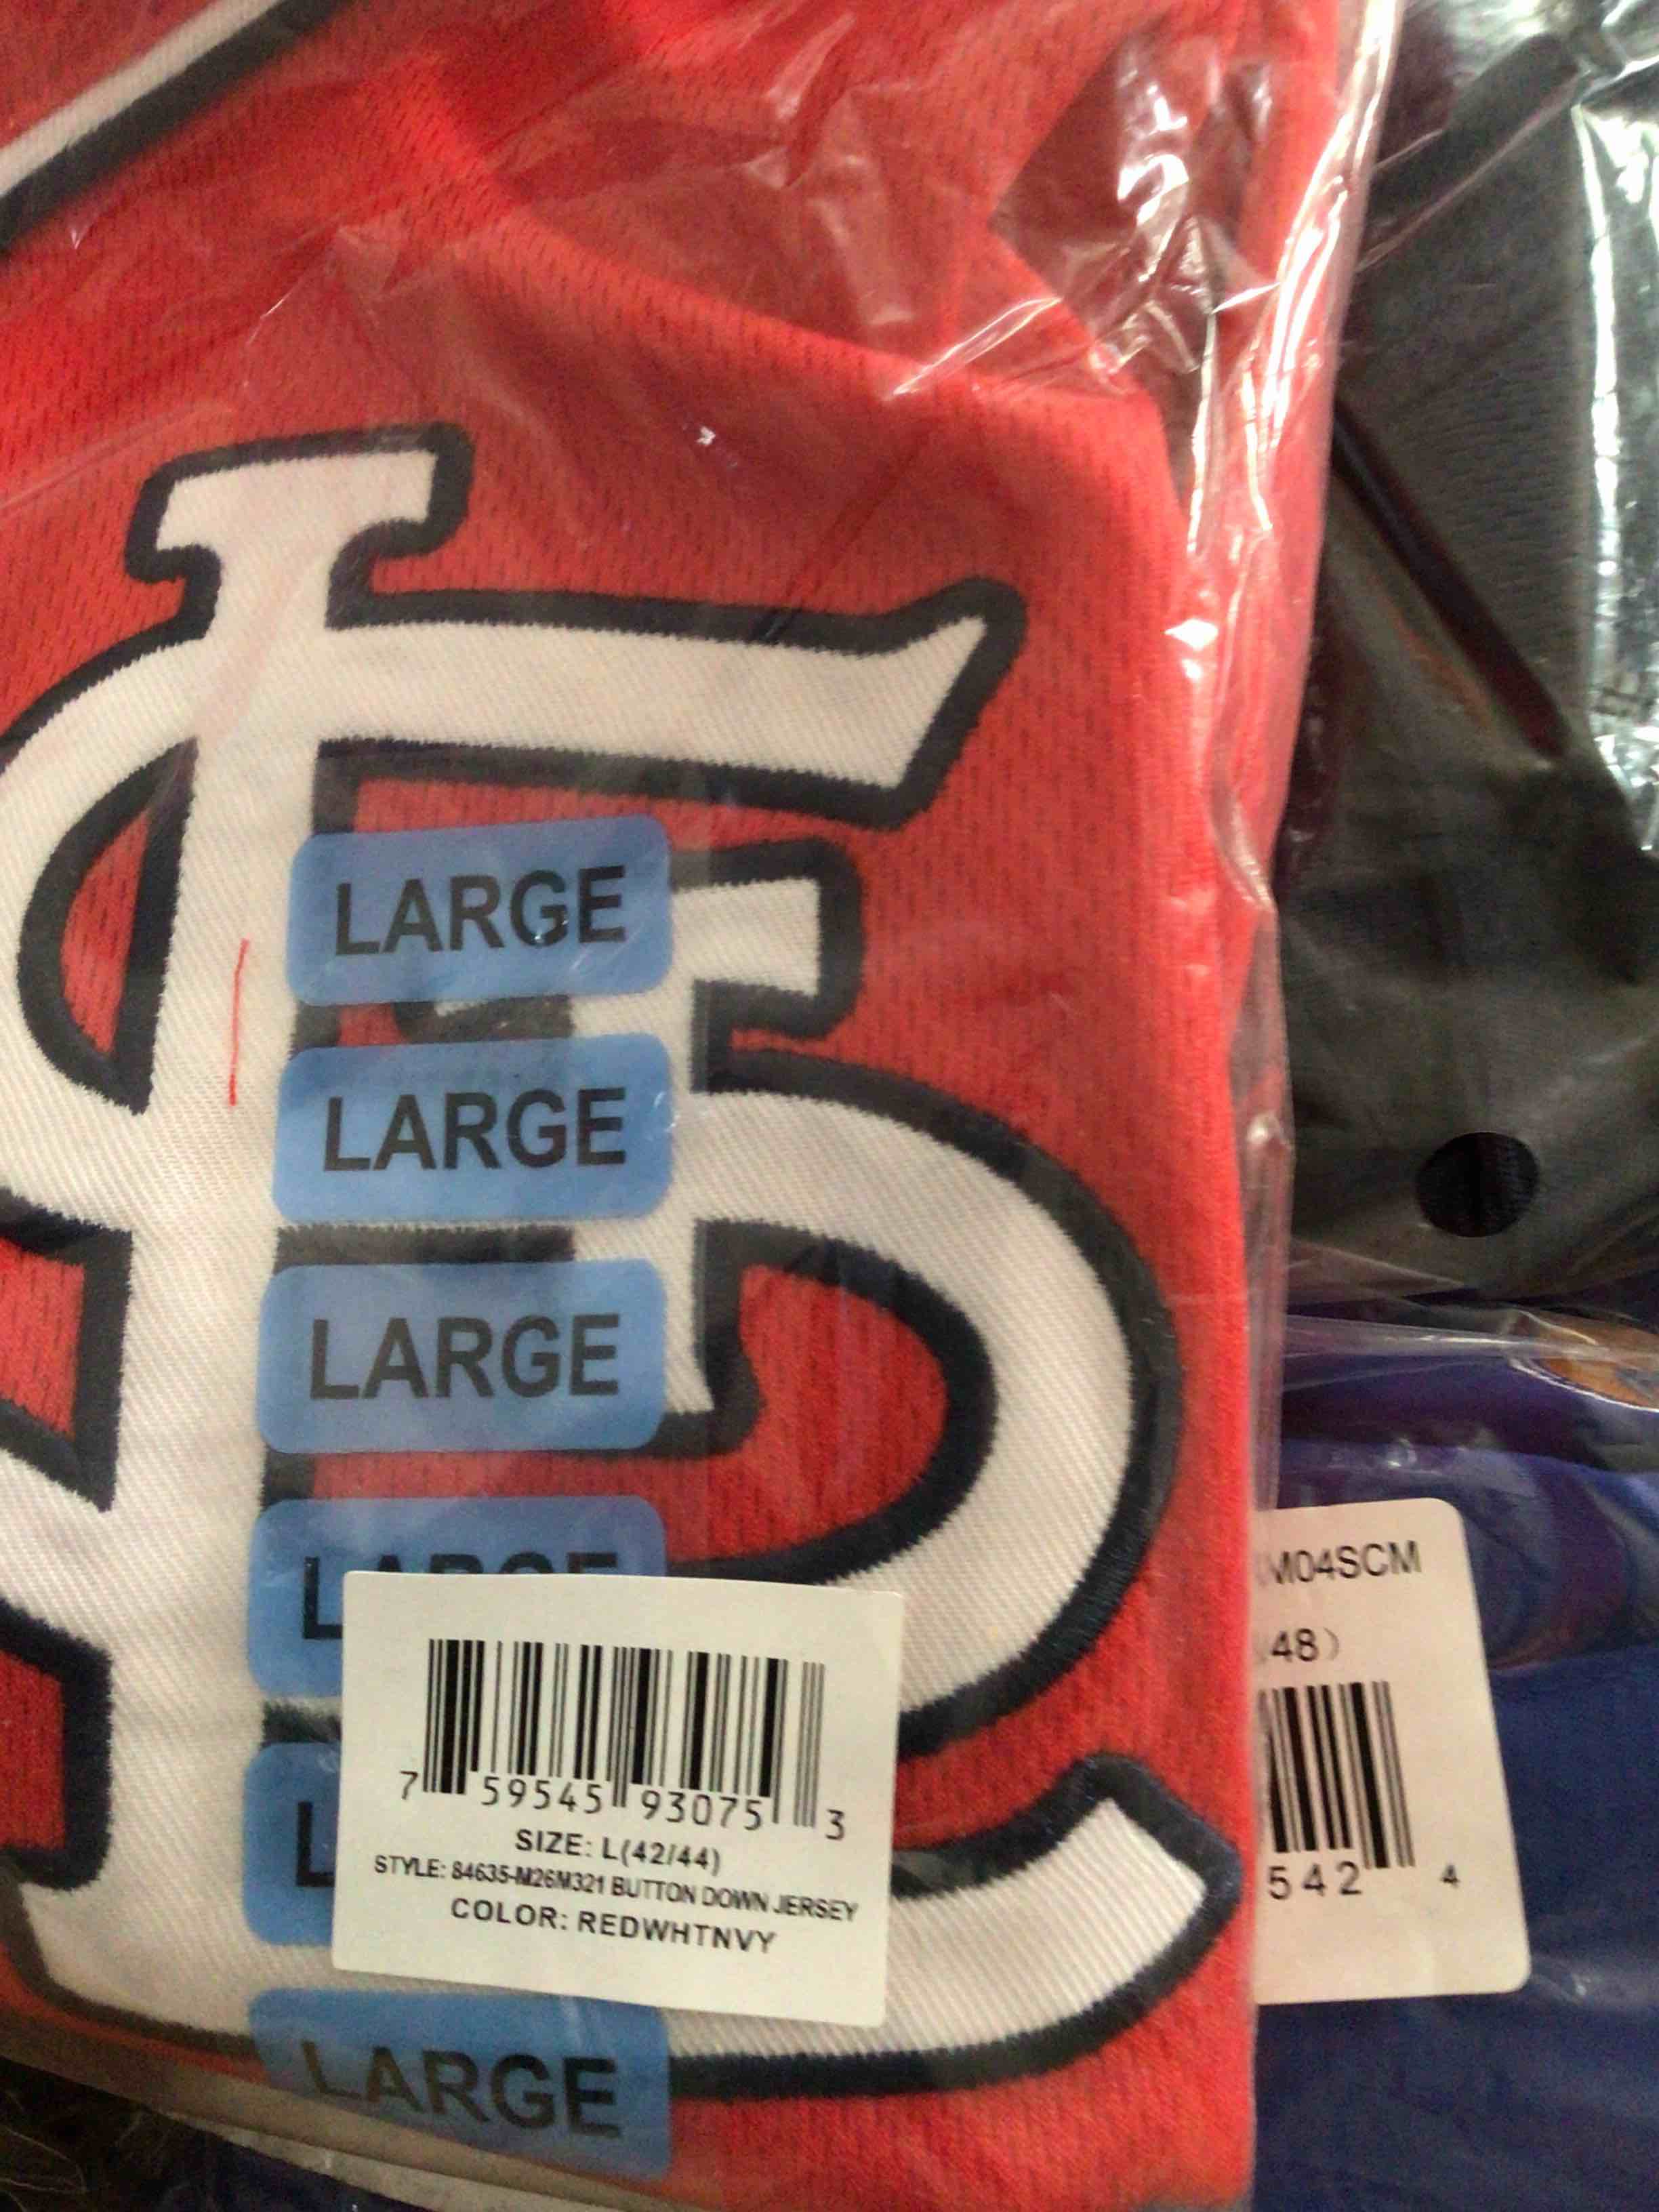 LARGE
LARGE
LARGE
LARGE
L
7 59545 93075 3
SIZE: L(42/44)
STYLE: 84635-M26M321 BUTTON DOWN JERSEY
COLOR: REDWHTNVY
LARGE
M04SCM
48)
542 4